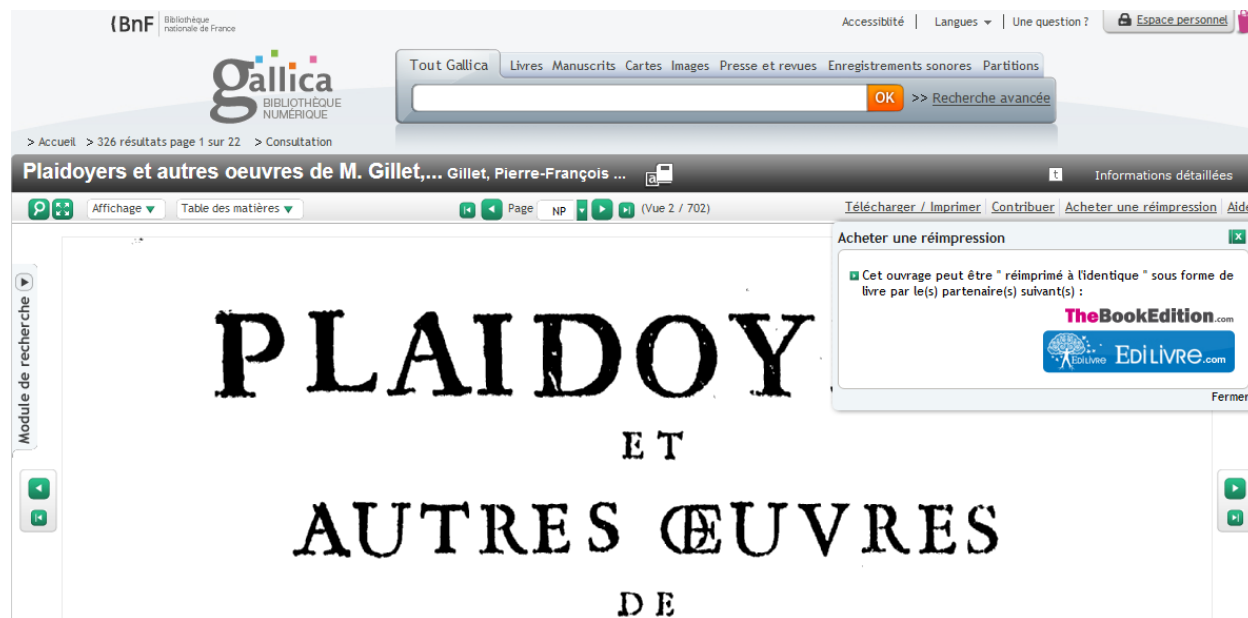 {BnF Bibliothèque nationale de France
Accessiblité | Langues | Une question ? Espace personnel
gallica
BIBLIOTHÈQUE
NUMÉRIQUE
Tout Gallica Livres Manuscrits Cartes Images Presse et revues Enregistrements sonores Partitions
OK >> Recherche avancée
> Accueil > 326 résultats page 1 sur 22 > Consultation
Plaidoyers et autres oeuvres de M. Gillet,... Gillet, Pierre-François ... a t Informations détaillées
Affichage Table des matières Page NP (Vue 2 / 702) Télécharger / Imprimer Contribuer Acheter une réimpression Aide
Acheter une réimpression x
Cet ouvrage peut être " réimprimé à l'identique " sous forme de
livre par le(s) partenaire(s) suivant(s) :
TheBookEdition.com
EDILIVRE EDILIVRE.com
Fermer
Module de recherche
PLAIDOY
ET
AUTRES ŒUVRES
DE